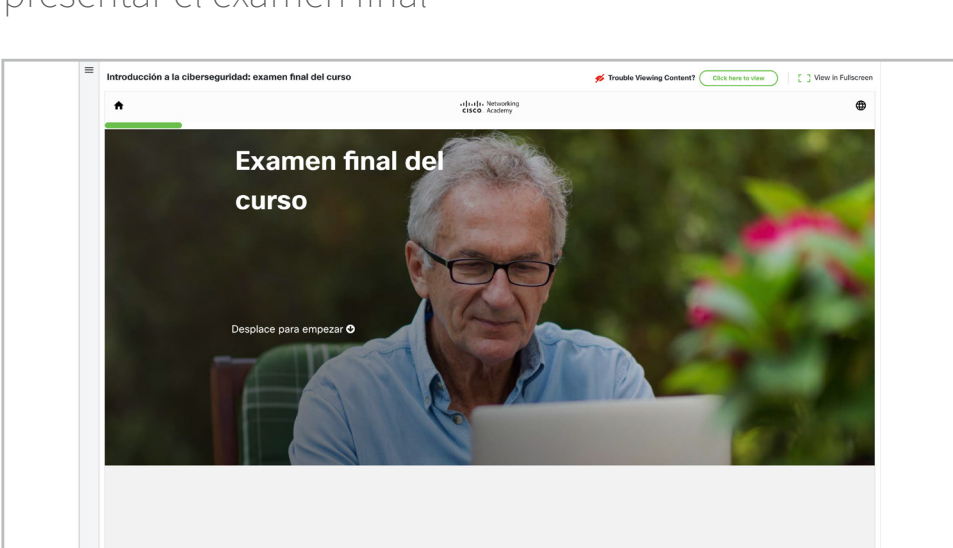 presentar el examen final
Introducción a la ciberseguridad: examen final del curso
Trouble Viewing Content?
Click here to view
View in Fullscreen
Networking
CISCO Academy
Examen final del
curso
Desplace para empezar